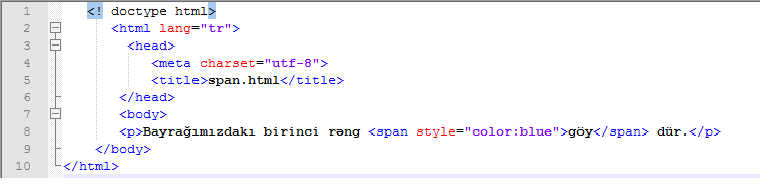 1 <! doctype html>
2 <html lang="tr">
3 <head>
4 <meta charset="utf-8">
5 <title>span.html</title>
6 </head>
7 <body>
8 <p>Bayrağımızdakı birinci rəng <span style="color:blue">göy</span> dür.</p>
9 </body>
10 </html>